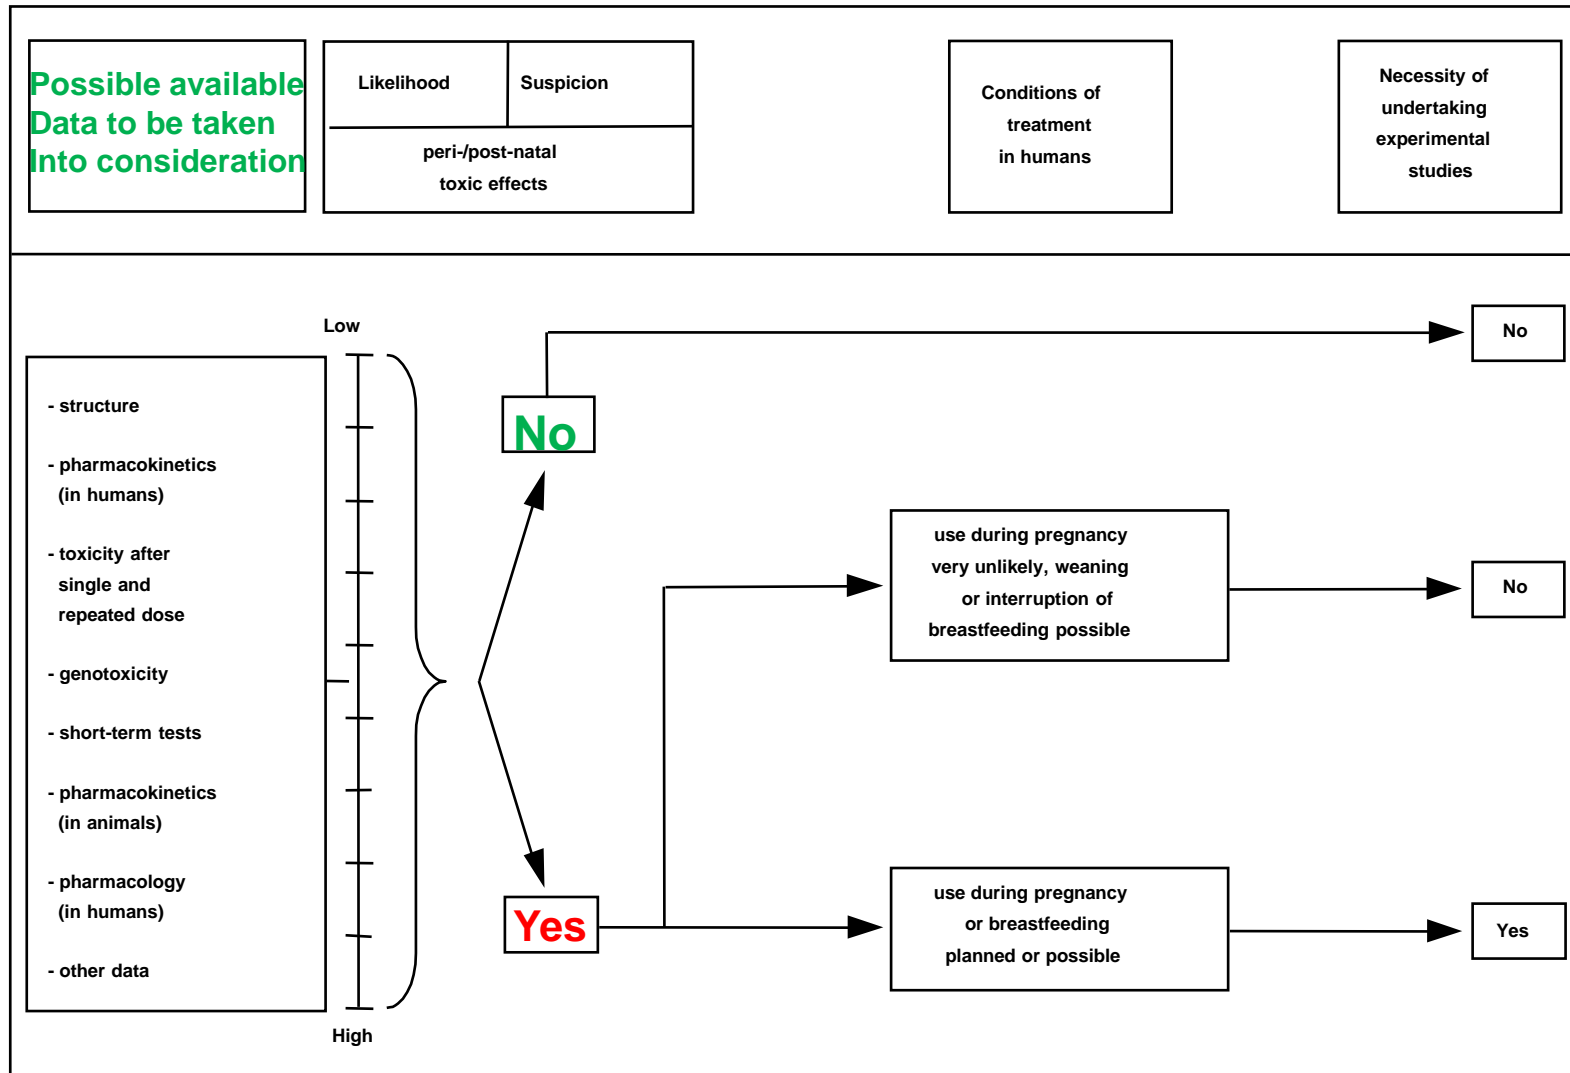 Possible available
Data to be taken
Into consideration
Likelihood
Suspicion
peri-/post-natal
toxic effects
Conditions of
treatment
in humans
Necessity of
undertaking
experimental
studies
Low
- structure
- pharmacokinetics
(in humans)
- toxicity after
single and
repeated dose
- genotoxicity
- short-term tests
- pharmacokinetics
(in animals)
- pharmacology
(in humans)
- other data
High
No
Yes
use during pregnancy
very unlikely, weaning
or interruption of
breastfeeding possible
use during pregnancy
or breastfeeding
planned or possible
No
No
Yes